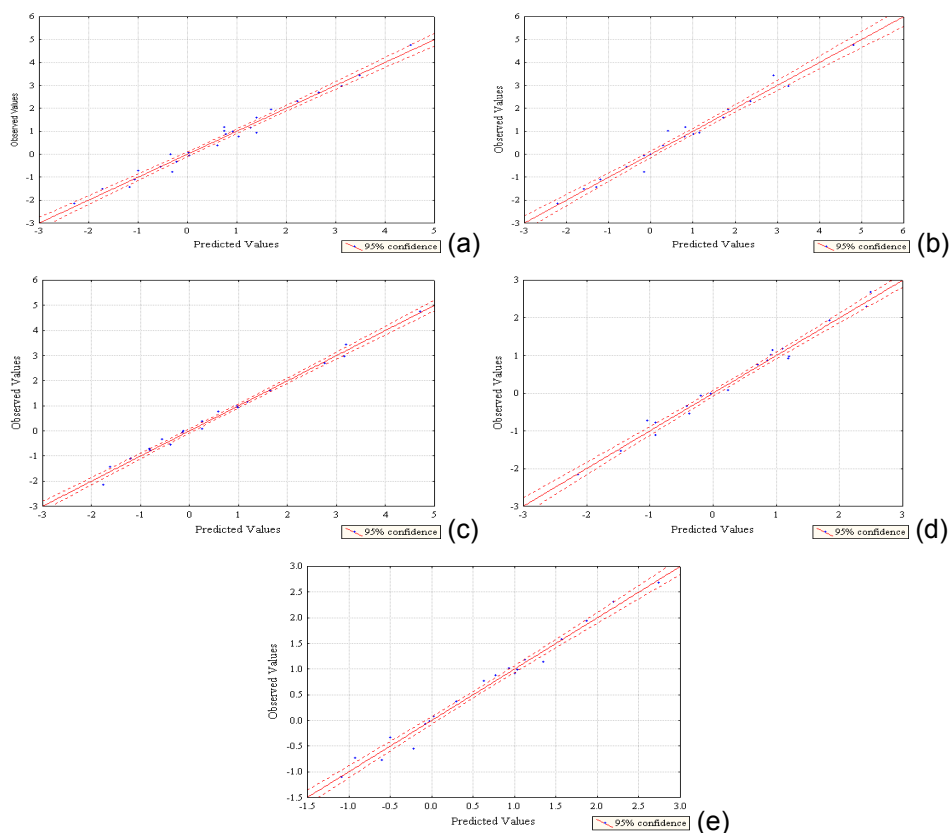 6
5
4
3
2
1
0
-1
-2
-3
Observed Values
-3 -2 -1 0 1 2 3 4 5
Predicted Values
95% confidence
(a)
6
5
4
3
2
1
0
-1
-2
-3
Observed Values
-3 -2 -1 0 1 2 3 4 5 6
Predicted Values
95% confidence
(b)
6
5
4
3
2
1
0
-1
-2
-3
Observed Values
-3 -2 -1 0 1 2 3 4 5
Predicted Values
95% confidence
(c)
3
2
1
0
-1
-2
-3
Observed Values
-3 -2 -1 0 1 2 3
Predicted Values
95% confidence
(d)
3.0
2.5
2.0
1.5
1.0
0.5
0.0
-0.5
-1.0
-1.5
Observed Values
-1.5 -1.0 -0.5 0.0 0.5 1.0 1.5 2.0 2.5 3.0
Predicted Values
95% confidence
(e)